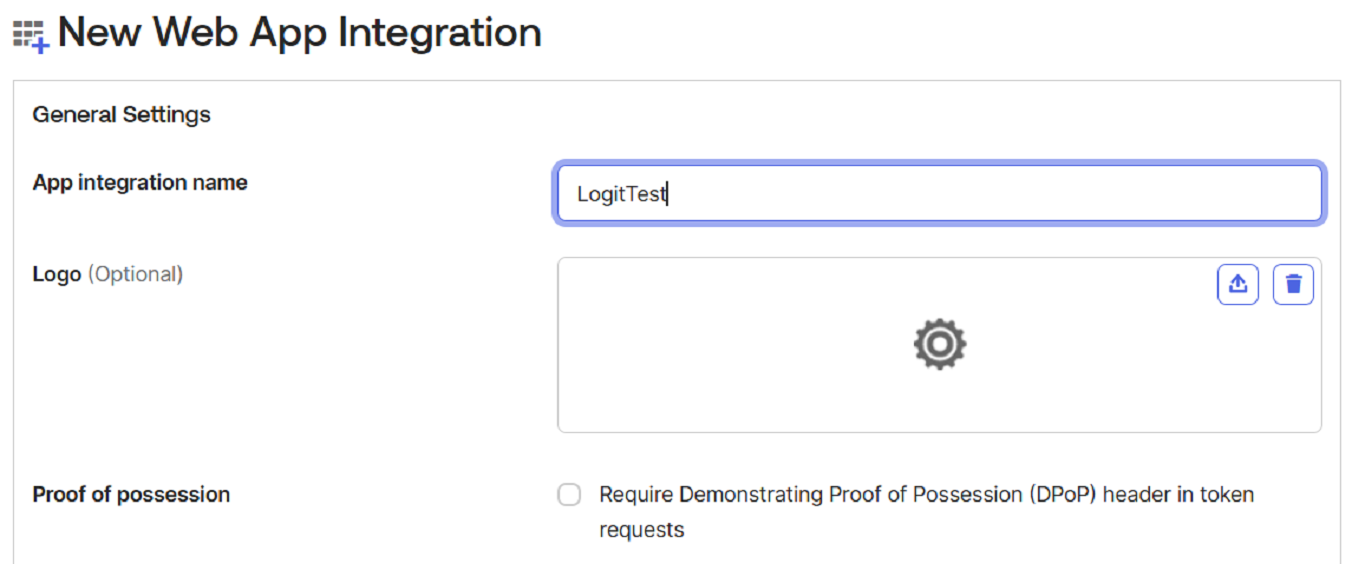 New Web App Integration
General Settings
App integration name
LogitTest
Logo (Optional)
Proof of possession
Require Demonstrating Proof of Possession (DPoP) header in token
requests